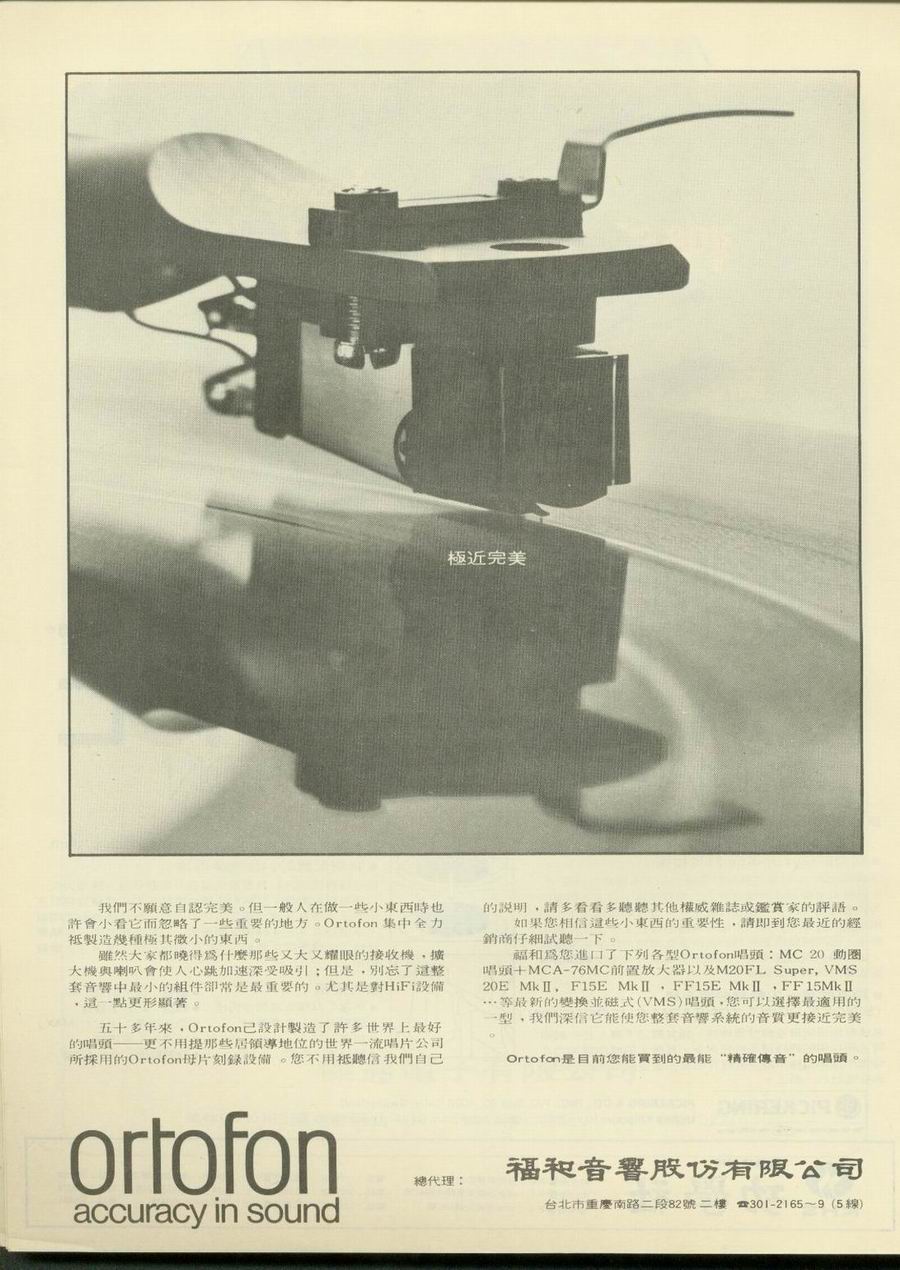 極近完美
我們不願意自認完美。但一般人在做一些小東西時也
許會小看它而忽略了一些重要的地方。Ortofon 集中全力
祗製造幾種極其微小的東西。
雖然大家都曉得爲什麼那些又大又耀眼的接收機，擴
大機與喇叭會使人心跳加速深受吸引；但是，別忘了這整
套音響中最小的組件卻常是最重要的。尤其是對HiFi設備
，這一點更形顯著。
五十多年來，Ortofon己設計製造了許多世界上最好
的唱頭──更不用提那些居領導地位的世界一流唱片公司
所採用的Ortofon母片刻録設備。您不用祗聽信我們自己
的説明，請多看看多聽聽其他權威雜誌或鑑賞家的評語。
如果您相信這些小東西的重要性，請即到您最近的經
銷商仔細試聽一下。
福和爲您進口了下列各型Ortofon唱頭：MC 20 動圈
唱頭＋MCA-76MC前置放大器以及M20FL Super, VMS
20E MkⅡ, F15E MkⅡ，FF15E MkⅡ，FF15MkⅡ
…等最新的變換並磁式(VMS)唱頭，您可以選擇最適用的
一型，我們深信它能使您整套音響系統的音質更接近完美
。
Ortofon是目前您能買到的最能“精確傳音”的唱頭。
ortofon
accuracy in sound
總代理：
福和音響股份有限公司
台北市重慶南路二段82號二樓 ☎301-2165～9 (5線)
PICKERING